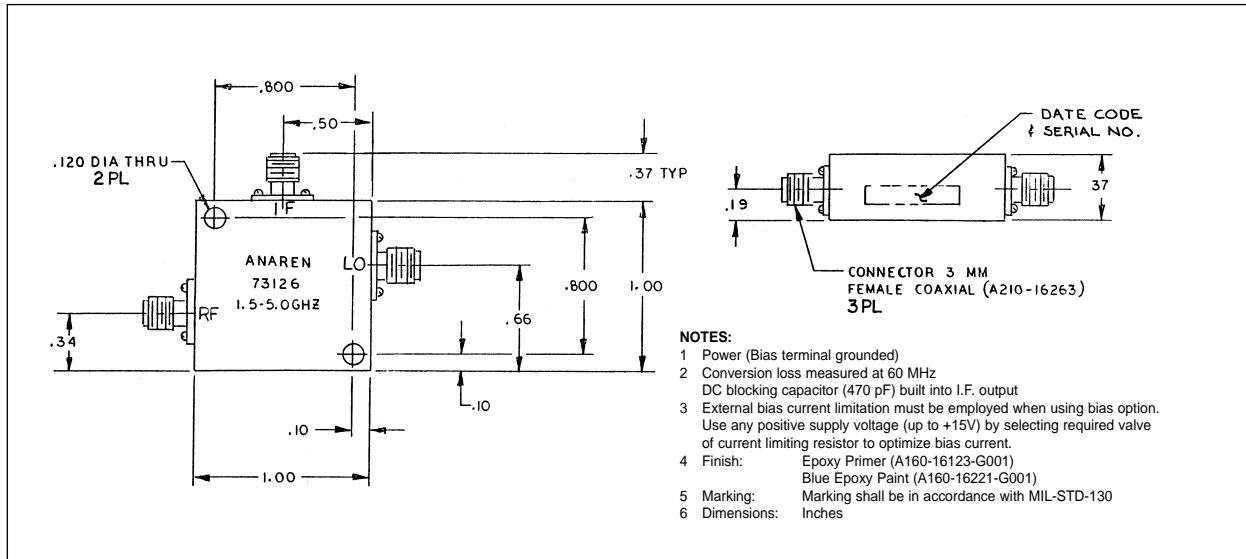 .800
.50
.120 DIA THRU
2 PL
.37 TYP
IF
ANAREN
73126
1.5-5.0GHZ
LO
RF
.34
.66
.800
1.00
.10
.10
1.00
DATE CODE
& SERIAL NO.
.19
.37
CONNECTOR 3 MM
FEMALE COAXIAL (A210-16263)
3 PL
NOTES:
1 Power (Bias terminal grounded)
2 Conversion loss measured at 60 MHz
DC blocking capacitor (470 pF) built into I.F. output
3 External bias current limitation must be employed when using bias option.
Use any positive supply voltage (up to +15V) by selecting required valve
of current limiting resistor to optimize bias current.
4 Finish: Epoxy Primer (A160-16123-G001)
Blue Epoxy Paint (A160-16221-G001)
5 Marking: Marking shall be in accordance with MIL-STD-130
6 Dimensions: Inches